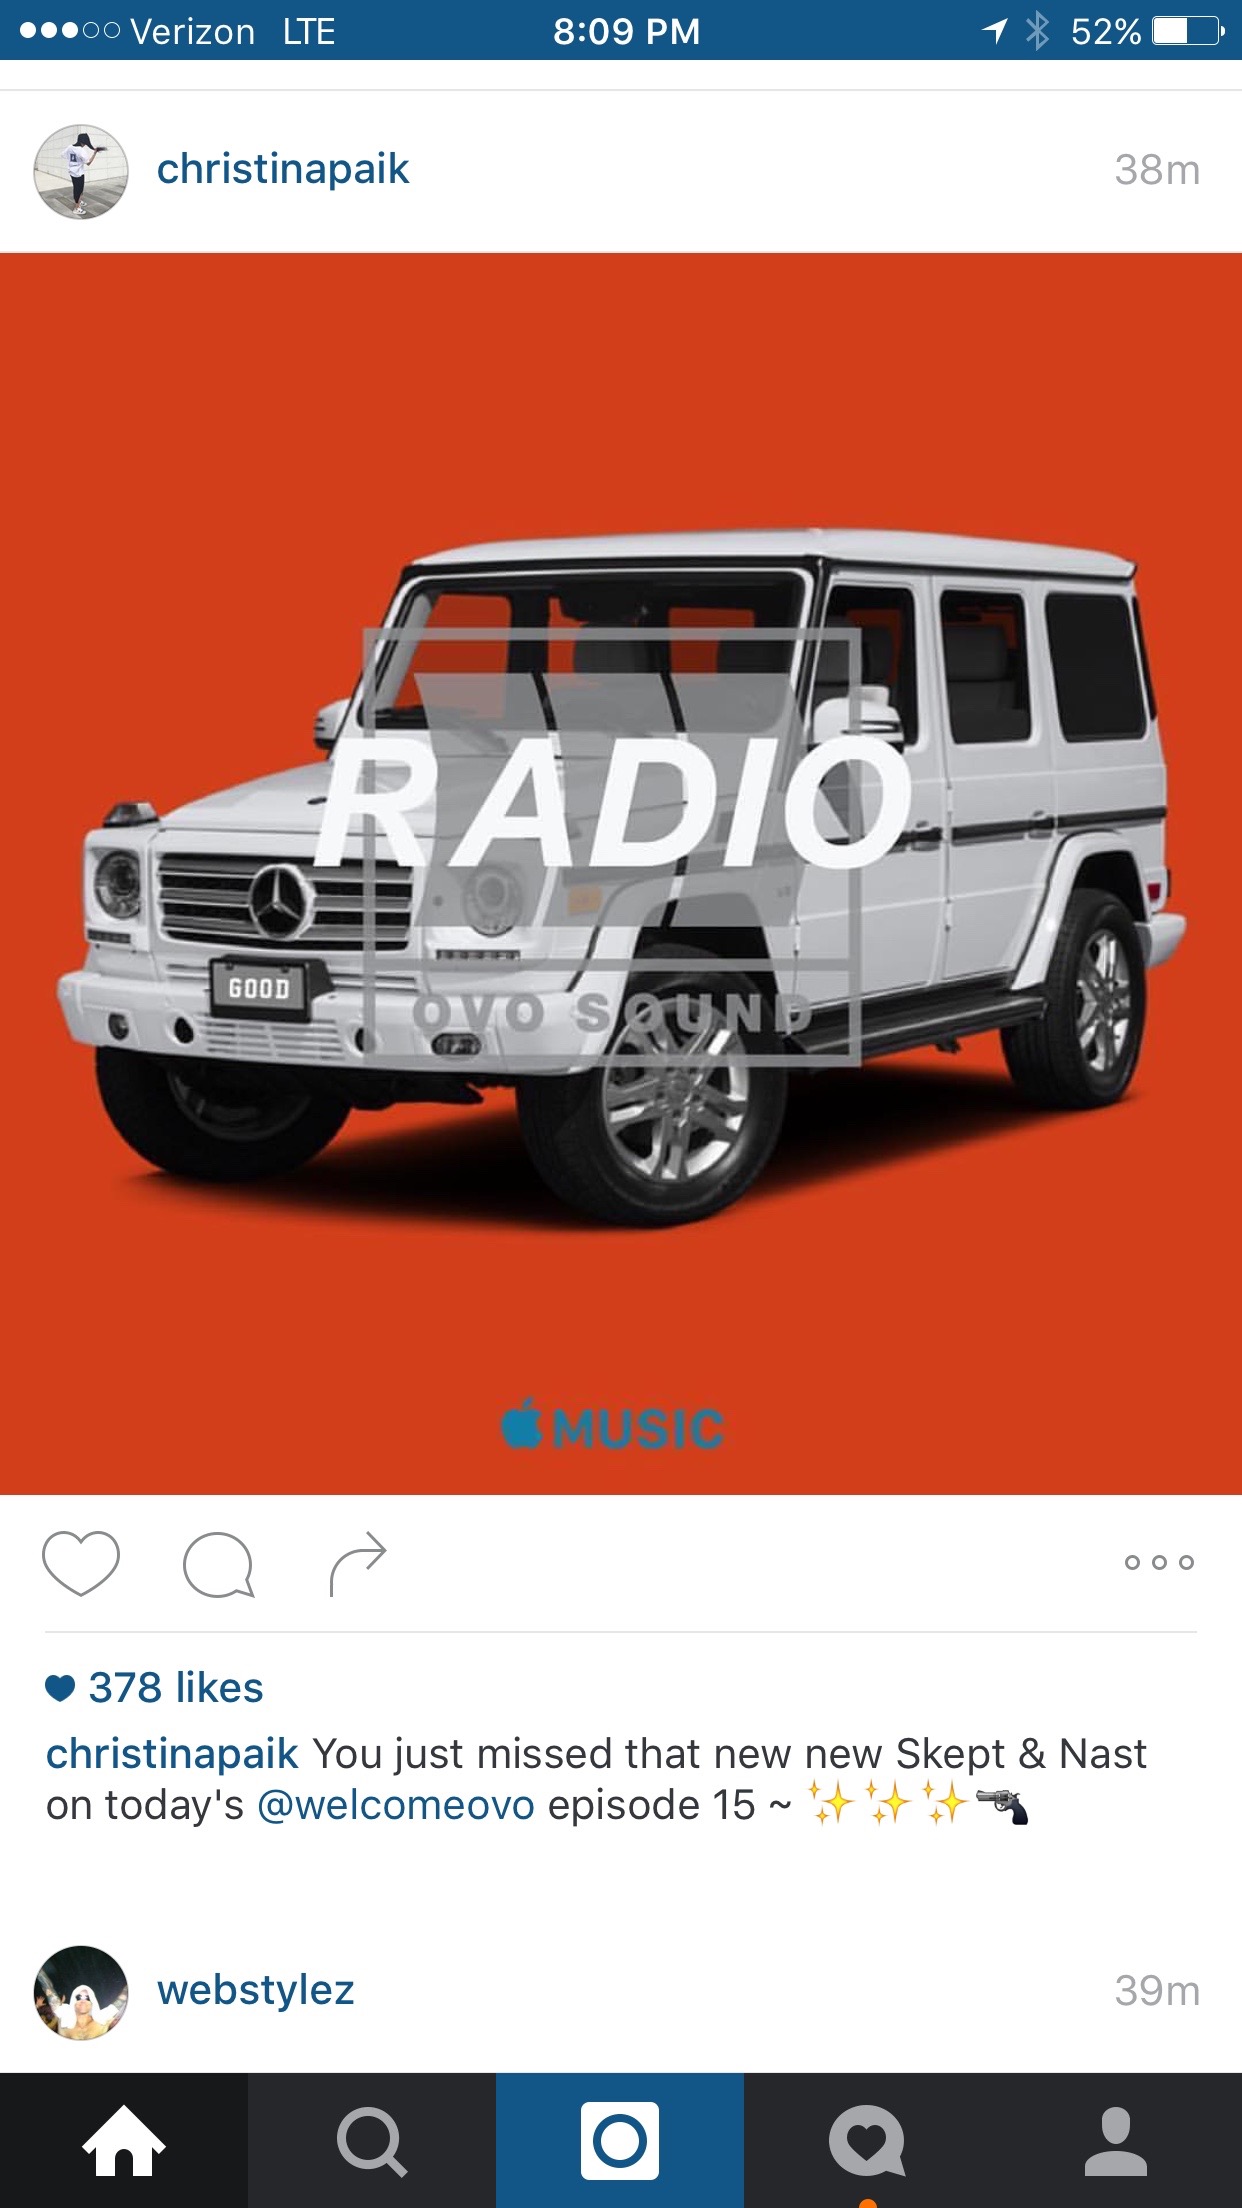 Verizon LTE 8:09 PM 52%
christinapaik 38m
RADIO
GOOD
OVO SOUND
MUSIC
378 likes
christinapaik You just missed that new new Skept & Nast
on today's @welcomeovo episode 15 ~ ✨✨✨🔫
webstylez 39m